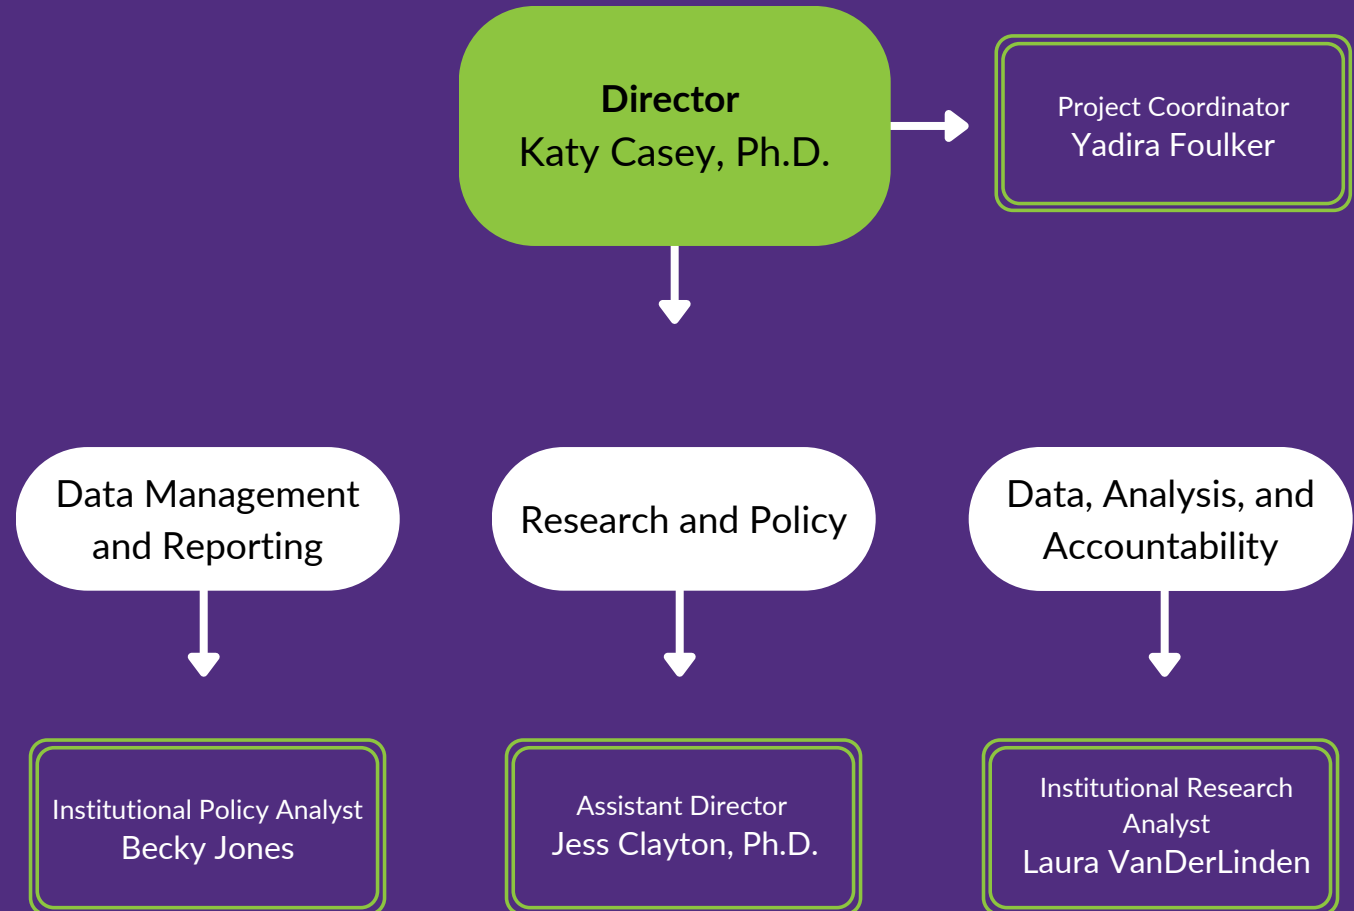 Director
Katy Casey, Ph.D.
Project Coordinator
Yadira Foulker
Data Management
and Reporting
Research and Policy
Data, Analysis, and
Accountability
Institutional Policy Analyst
Becky Jones
Assistant Director
Jess Clayton, Ph.D.
Institutional Research
Analyst
Laura VanDerLinden